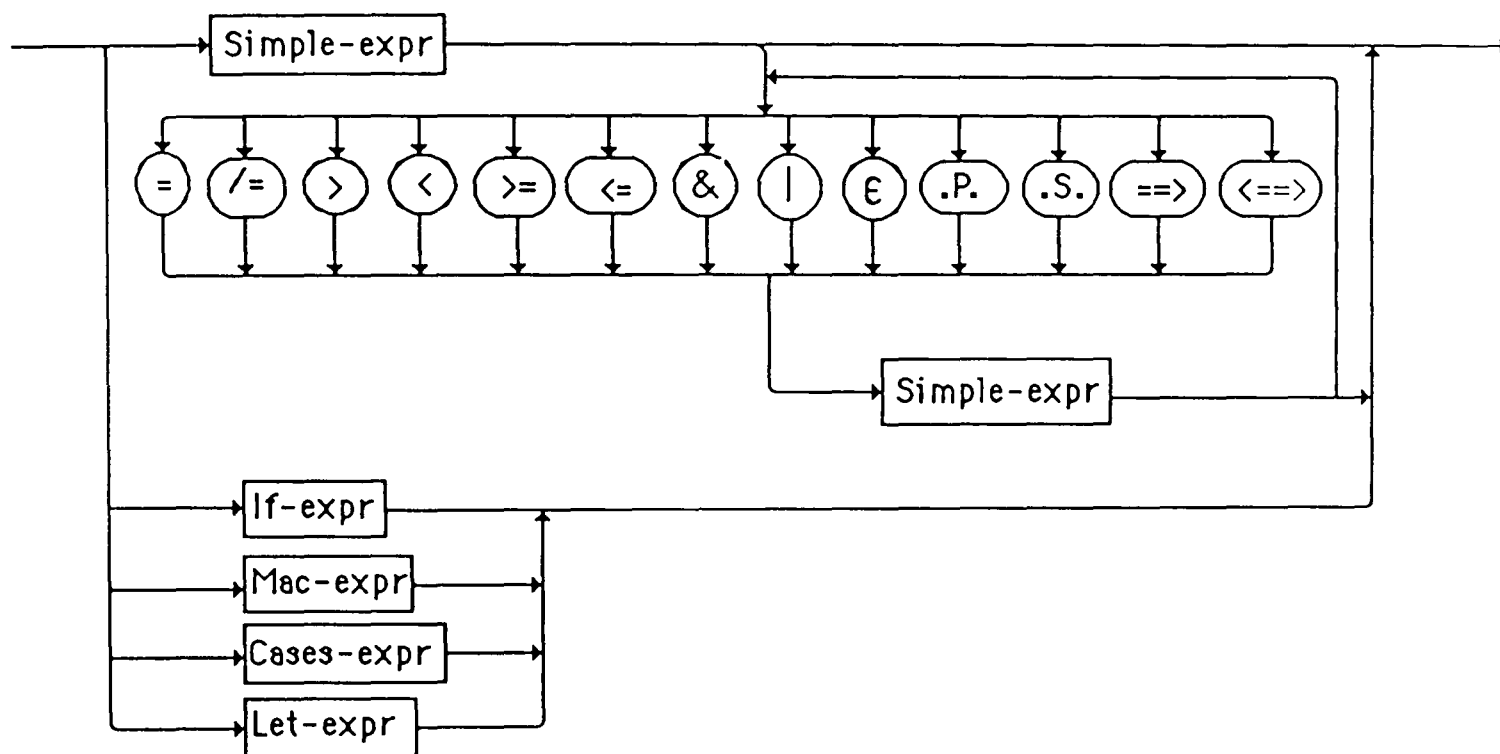 Simple-expr
= /= > < >= <= & | ε .P. .S. ==> <==>
Simple-expr
If-expr
Mac-expr
Cases-expr
Let-expr